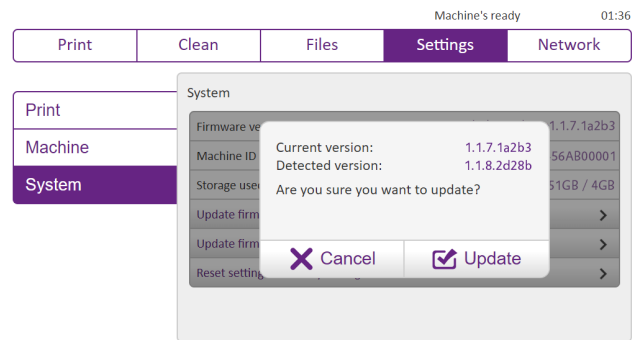 Machine's ready 01:36
Print Clean Files Settings Network
System
Print
Machine
System
Firmware ve 1.1.7.1a2b3
Machine ID 56AB00001
Storage use 51GB / 4GB
Update firm
Update firm
Reset setting
Current version: 1.1.7.1a2b3
Detected version: 1.1.8.2d28b
Are you sure you want to update?
Cancel Update